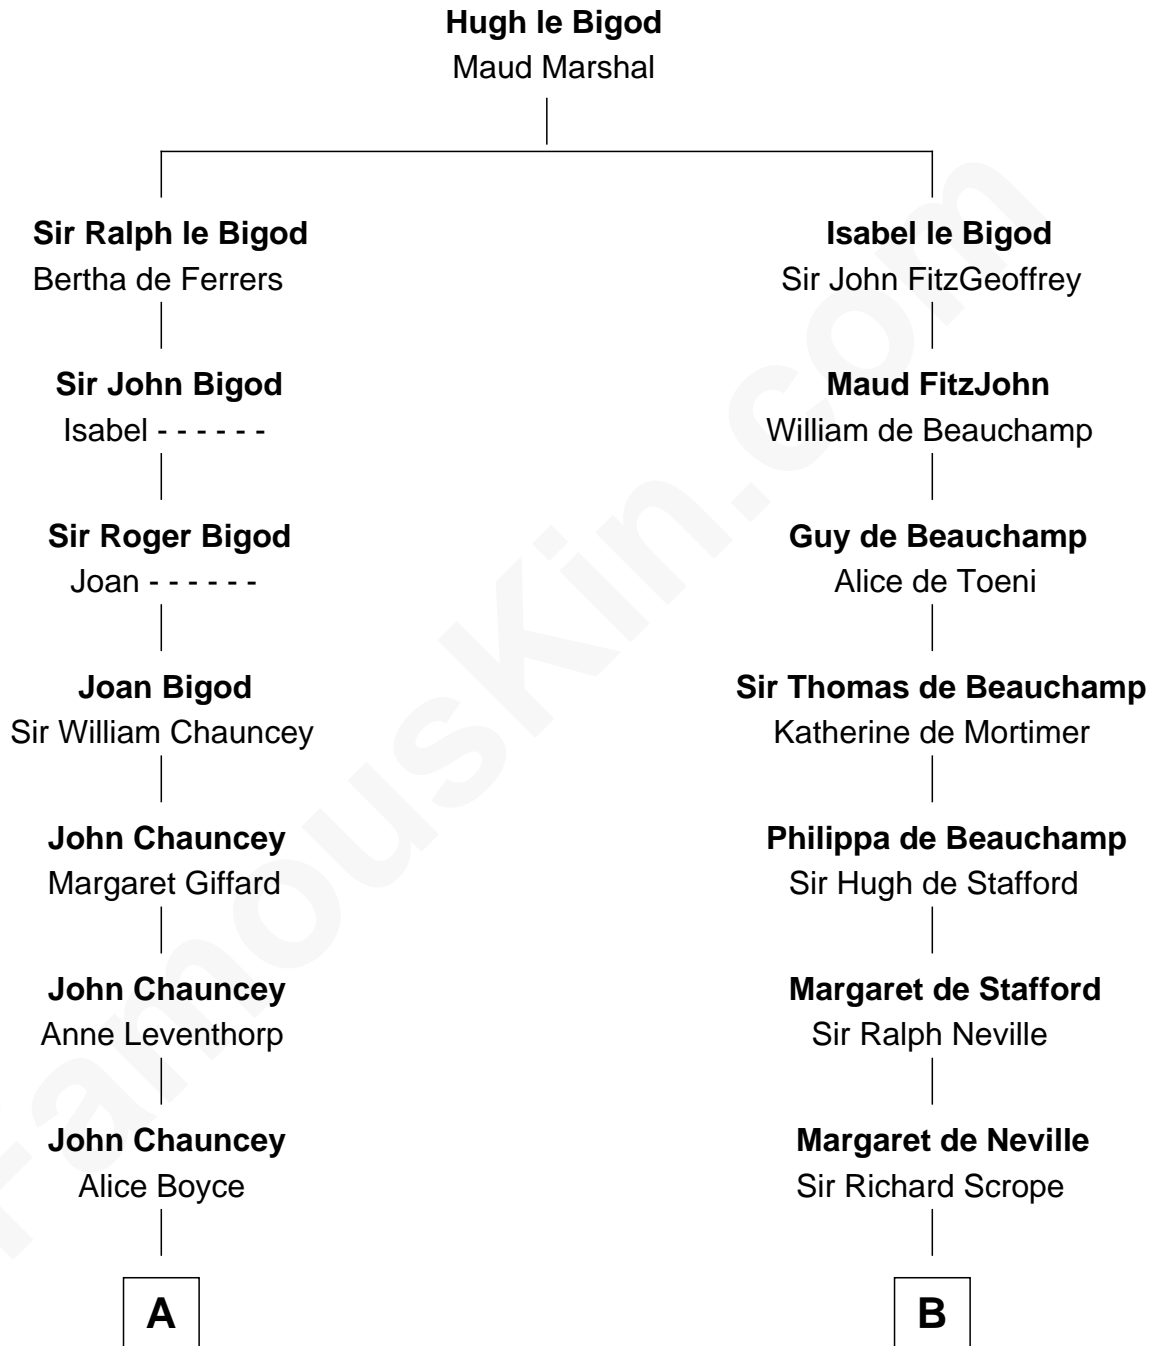 Hugh le Bigod
Maud Marshal
Sir Ralph le Bigod
Bertha de Ferrers
Isabel le Bigod
Sir John FitzGeoffrey
Sir John Bigod
Isabel - - - - - -
Maud FitzJohn
William de Beauchamp
Sir Roger Bigod
Joan - - - - - -
Guy de Beauchamp
Alice de Toeni
Joan Bigod
Sir William Chauncey
Sir Thomas de Beauchamp
Katherine de Mortimer
John Chauncey
Margaret Giffard
Philippa de Beauchamp
Sir Hugh de Stafford
John Chauncey
Anne Leventhorp
Margaret de Stafford
Sir Ralph Neville
John Chauncey
Alice Boyce
Margaret de Neville
Sir Richard Scrope
A
B
FamousKin.com